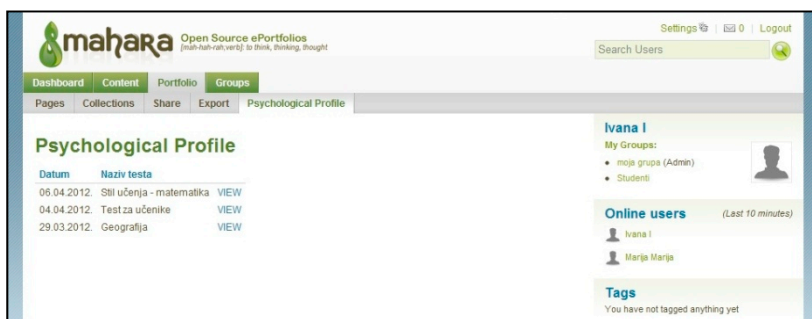 Settings | 0 | Logout
mahara Open Source ePortfolios
[mah-hah-rah,verb]: to think, thinking, thought
Search Users
Dashboard Content Portfolio Groups
Pages Collections Share Export Psychological Profile
Psychological Profile
Datum Naziv testa
06.04.2012. Stil učenja - matematika VIEW
04.04.2012. Test za učenike VIEW
29.03.2012. Geografija VIEW
Ivana I
My Groups:
moja grupa (Admin)
Studenti
Online users (Last 10 minutes)
Ivana I
Marija Marija
Tags
You have not tagged anything yet